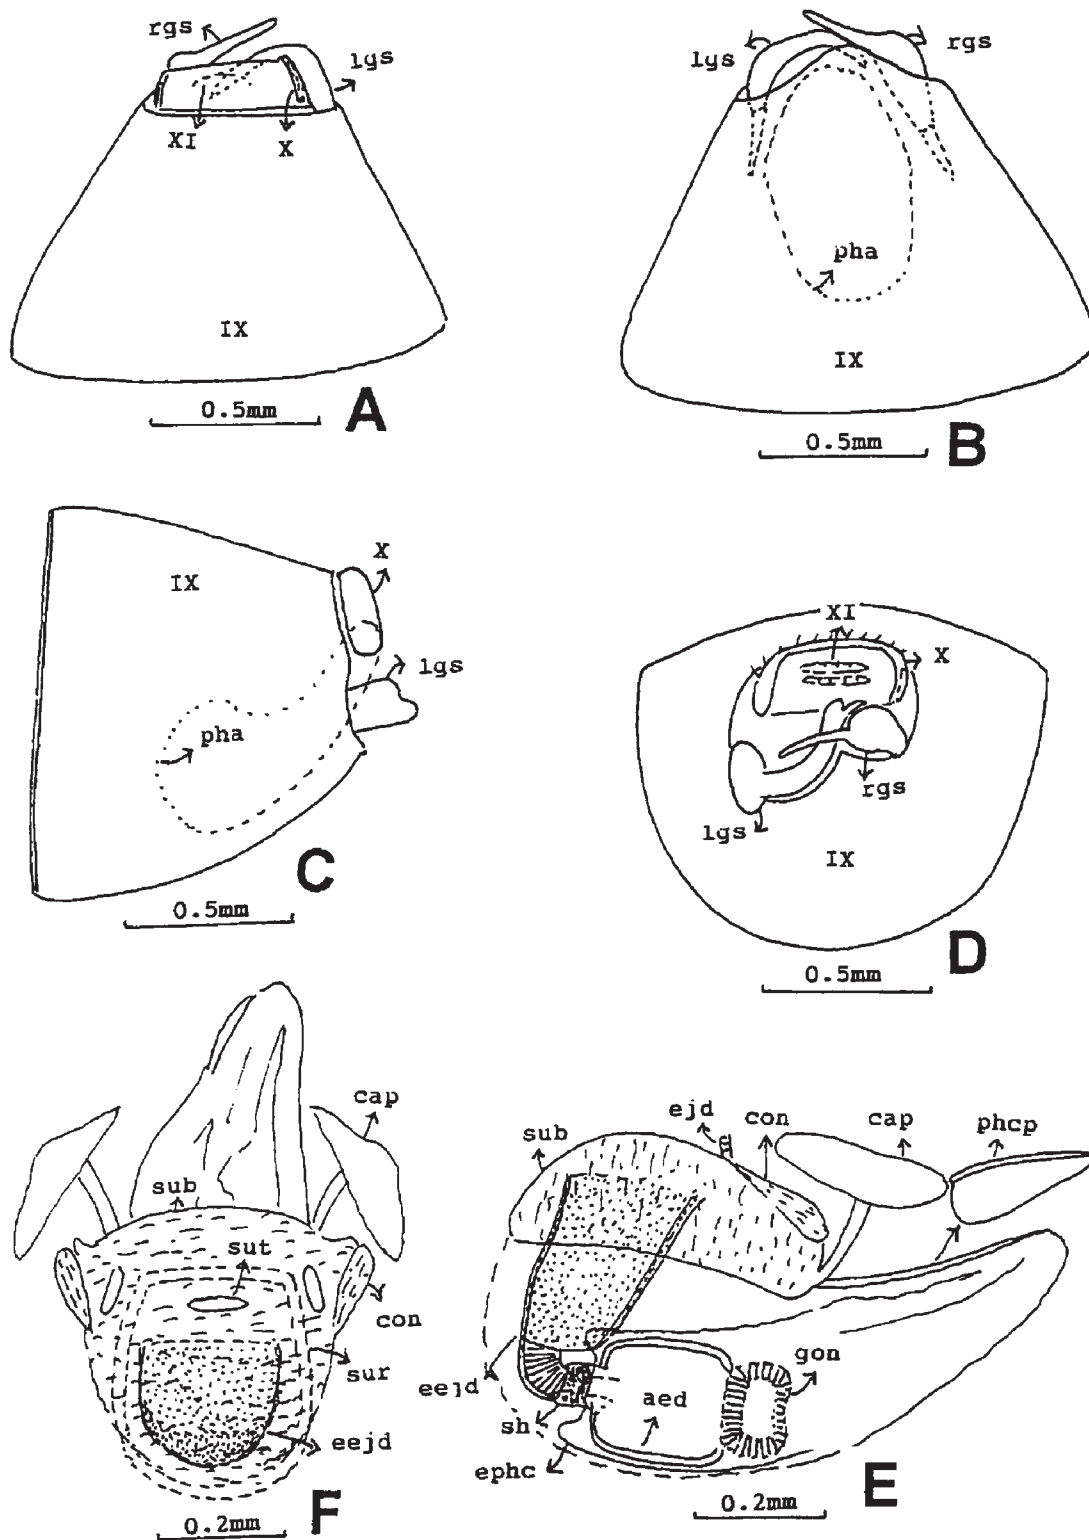 rgs
lgs
XI
X
IX
0.5mm
A
lgs
rgs
pha
IX
0.5mm
B
X
IX
lgs
pha
C
0.5mm
XI
X
rgs
lgs
IX
D
0.5mm
cap
sub
sut
con
sur
eejd
F
0.2mm
ejd
con
cap
phcp
sub
gon
eejd
aed
sh
ephc
E
0.2mm